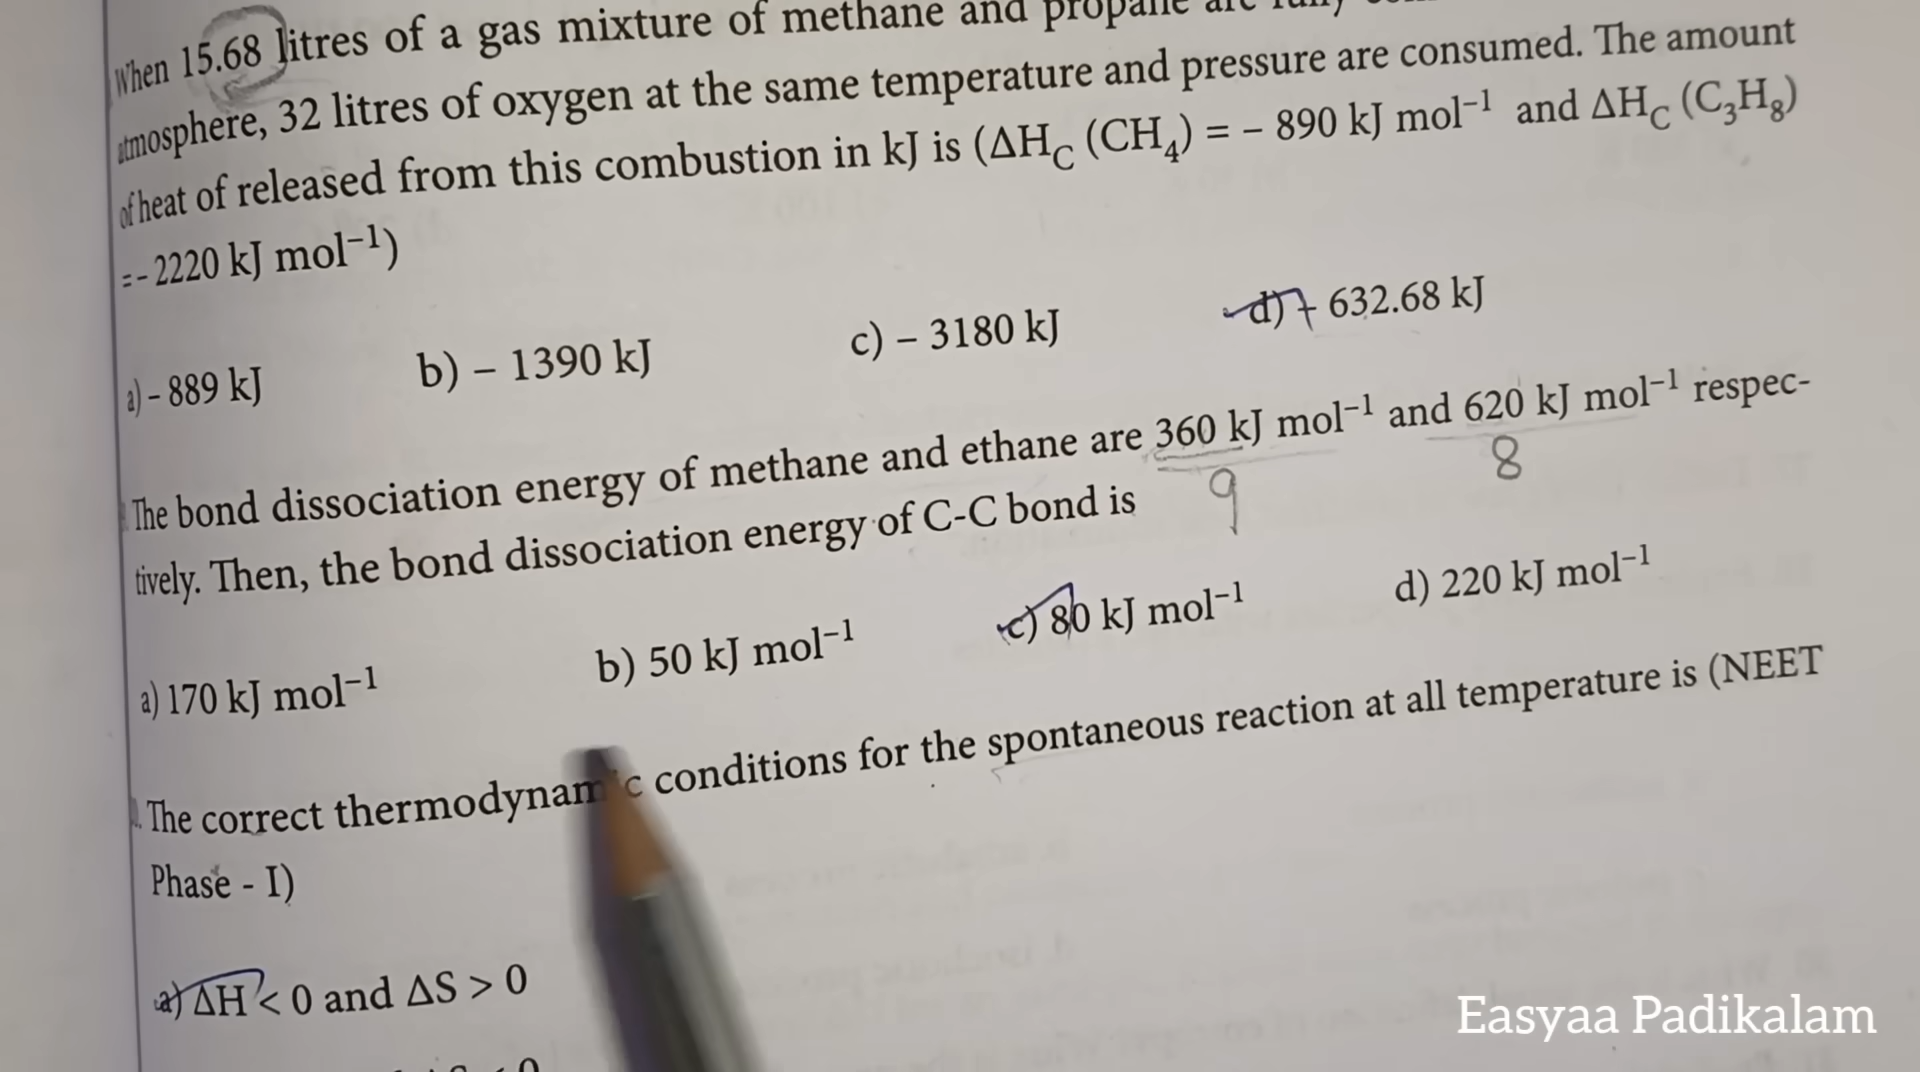 When 15.68 litres of a gas mixture of methane and propane are fully
atmosphere, 32 litres of oxygen at the same temperature and pressure are consumed. The amount
of heat of released from this combustion in kJ is (ΔH_C (CH₄) = – 890 kJ mol⁻¹ and ΔH_C (C₃H₈)
= – 2220 kJ mol⁻¹)
a) – 889 kJ b) – 1390 kJ c) – 3180 kJ d) – 632.68 kJ
The bond dissociation energy of methane and ethane are 360 kJ mol⁻¹ and 620 kJ mol⁻¹ respec-
9 8
tively. Then, the bond dissociation energy of C-C bond is
a) 170 kJ mol⁻¹ b) 50 kJ mol⁻¹ c) 80 kJ mol⁻¹ d) 220 kJ mol⁻¹
The correct thermodynamic conditions for the spontaneous reaction at all temperature is (NEET
Phase - I)
a) ΔH < 0 and ΔS > 0
Easyaa Padikalam